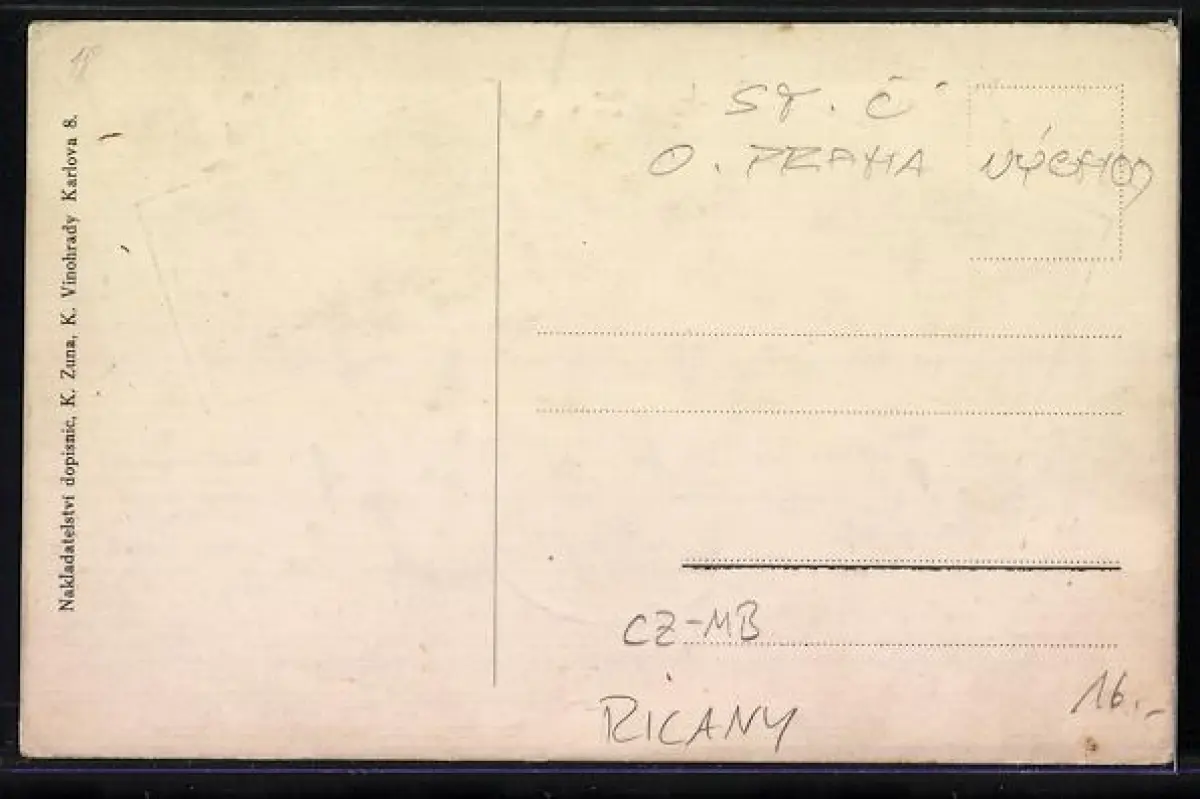 Nakladatelství dopisnic, K. Zuna, K. Vinohrady Karlova 8.
ST. Č
O. PRAHA VÝCHOD
CZ-MB
RICANY
16.-